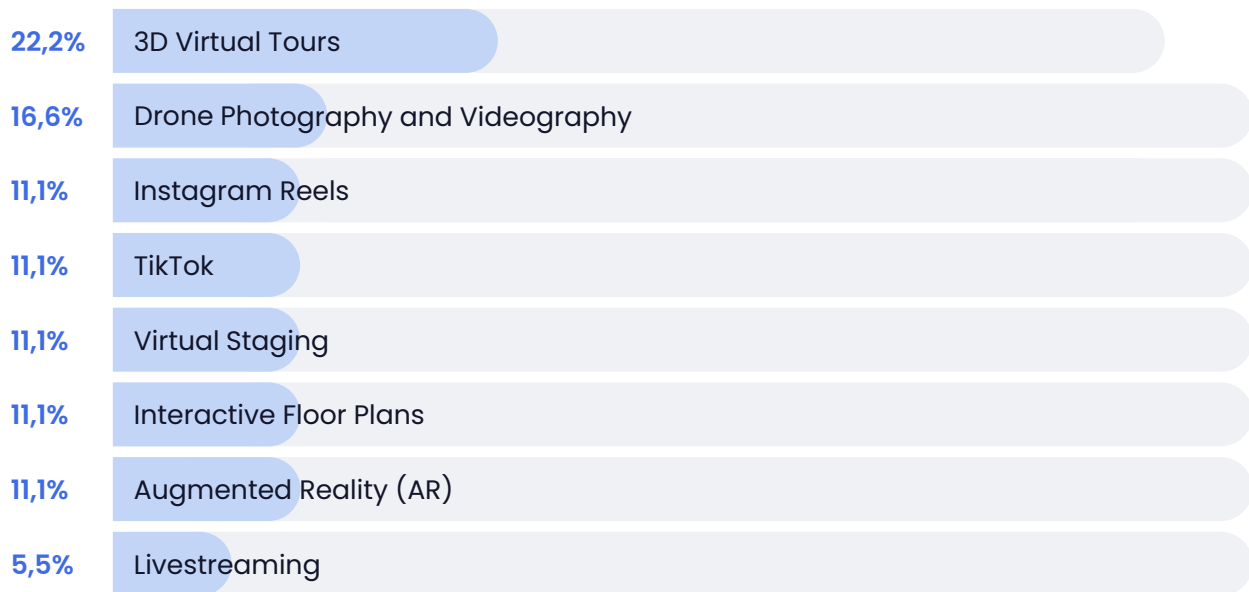 22,2% 3D Virtual Tours
16,6% Drone Photography and Videography
11,1% Instagram Reels
11,1% TikTok
11,1% Virtual Staging
11,1% Interactive Floor Plans
11,1% Augmented Reality (AR)
5,5% Livestreaming